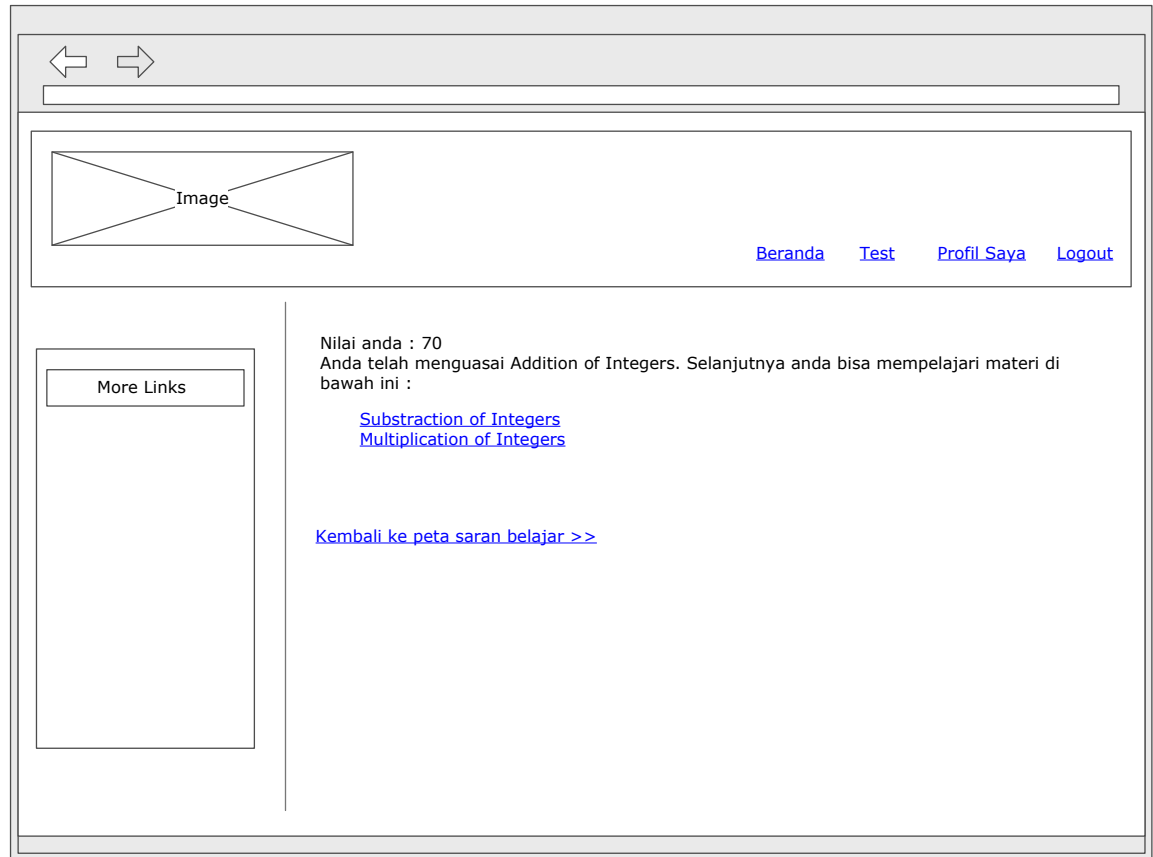 Image
Beranda Test Profil Saya Logout
More Links
Nilai anda : 70
Anda telah menguasai Addition of Integers. Selanjutnya anda bisa mempelajari materi di
bawah ini :
Substraction of Integers
Multiplication of Integers
Kembali ke peta saran belajar >>